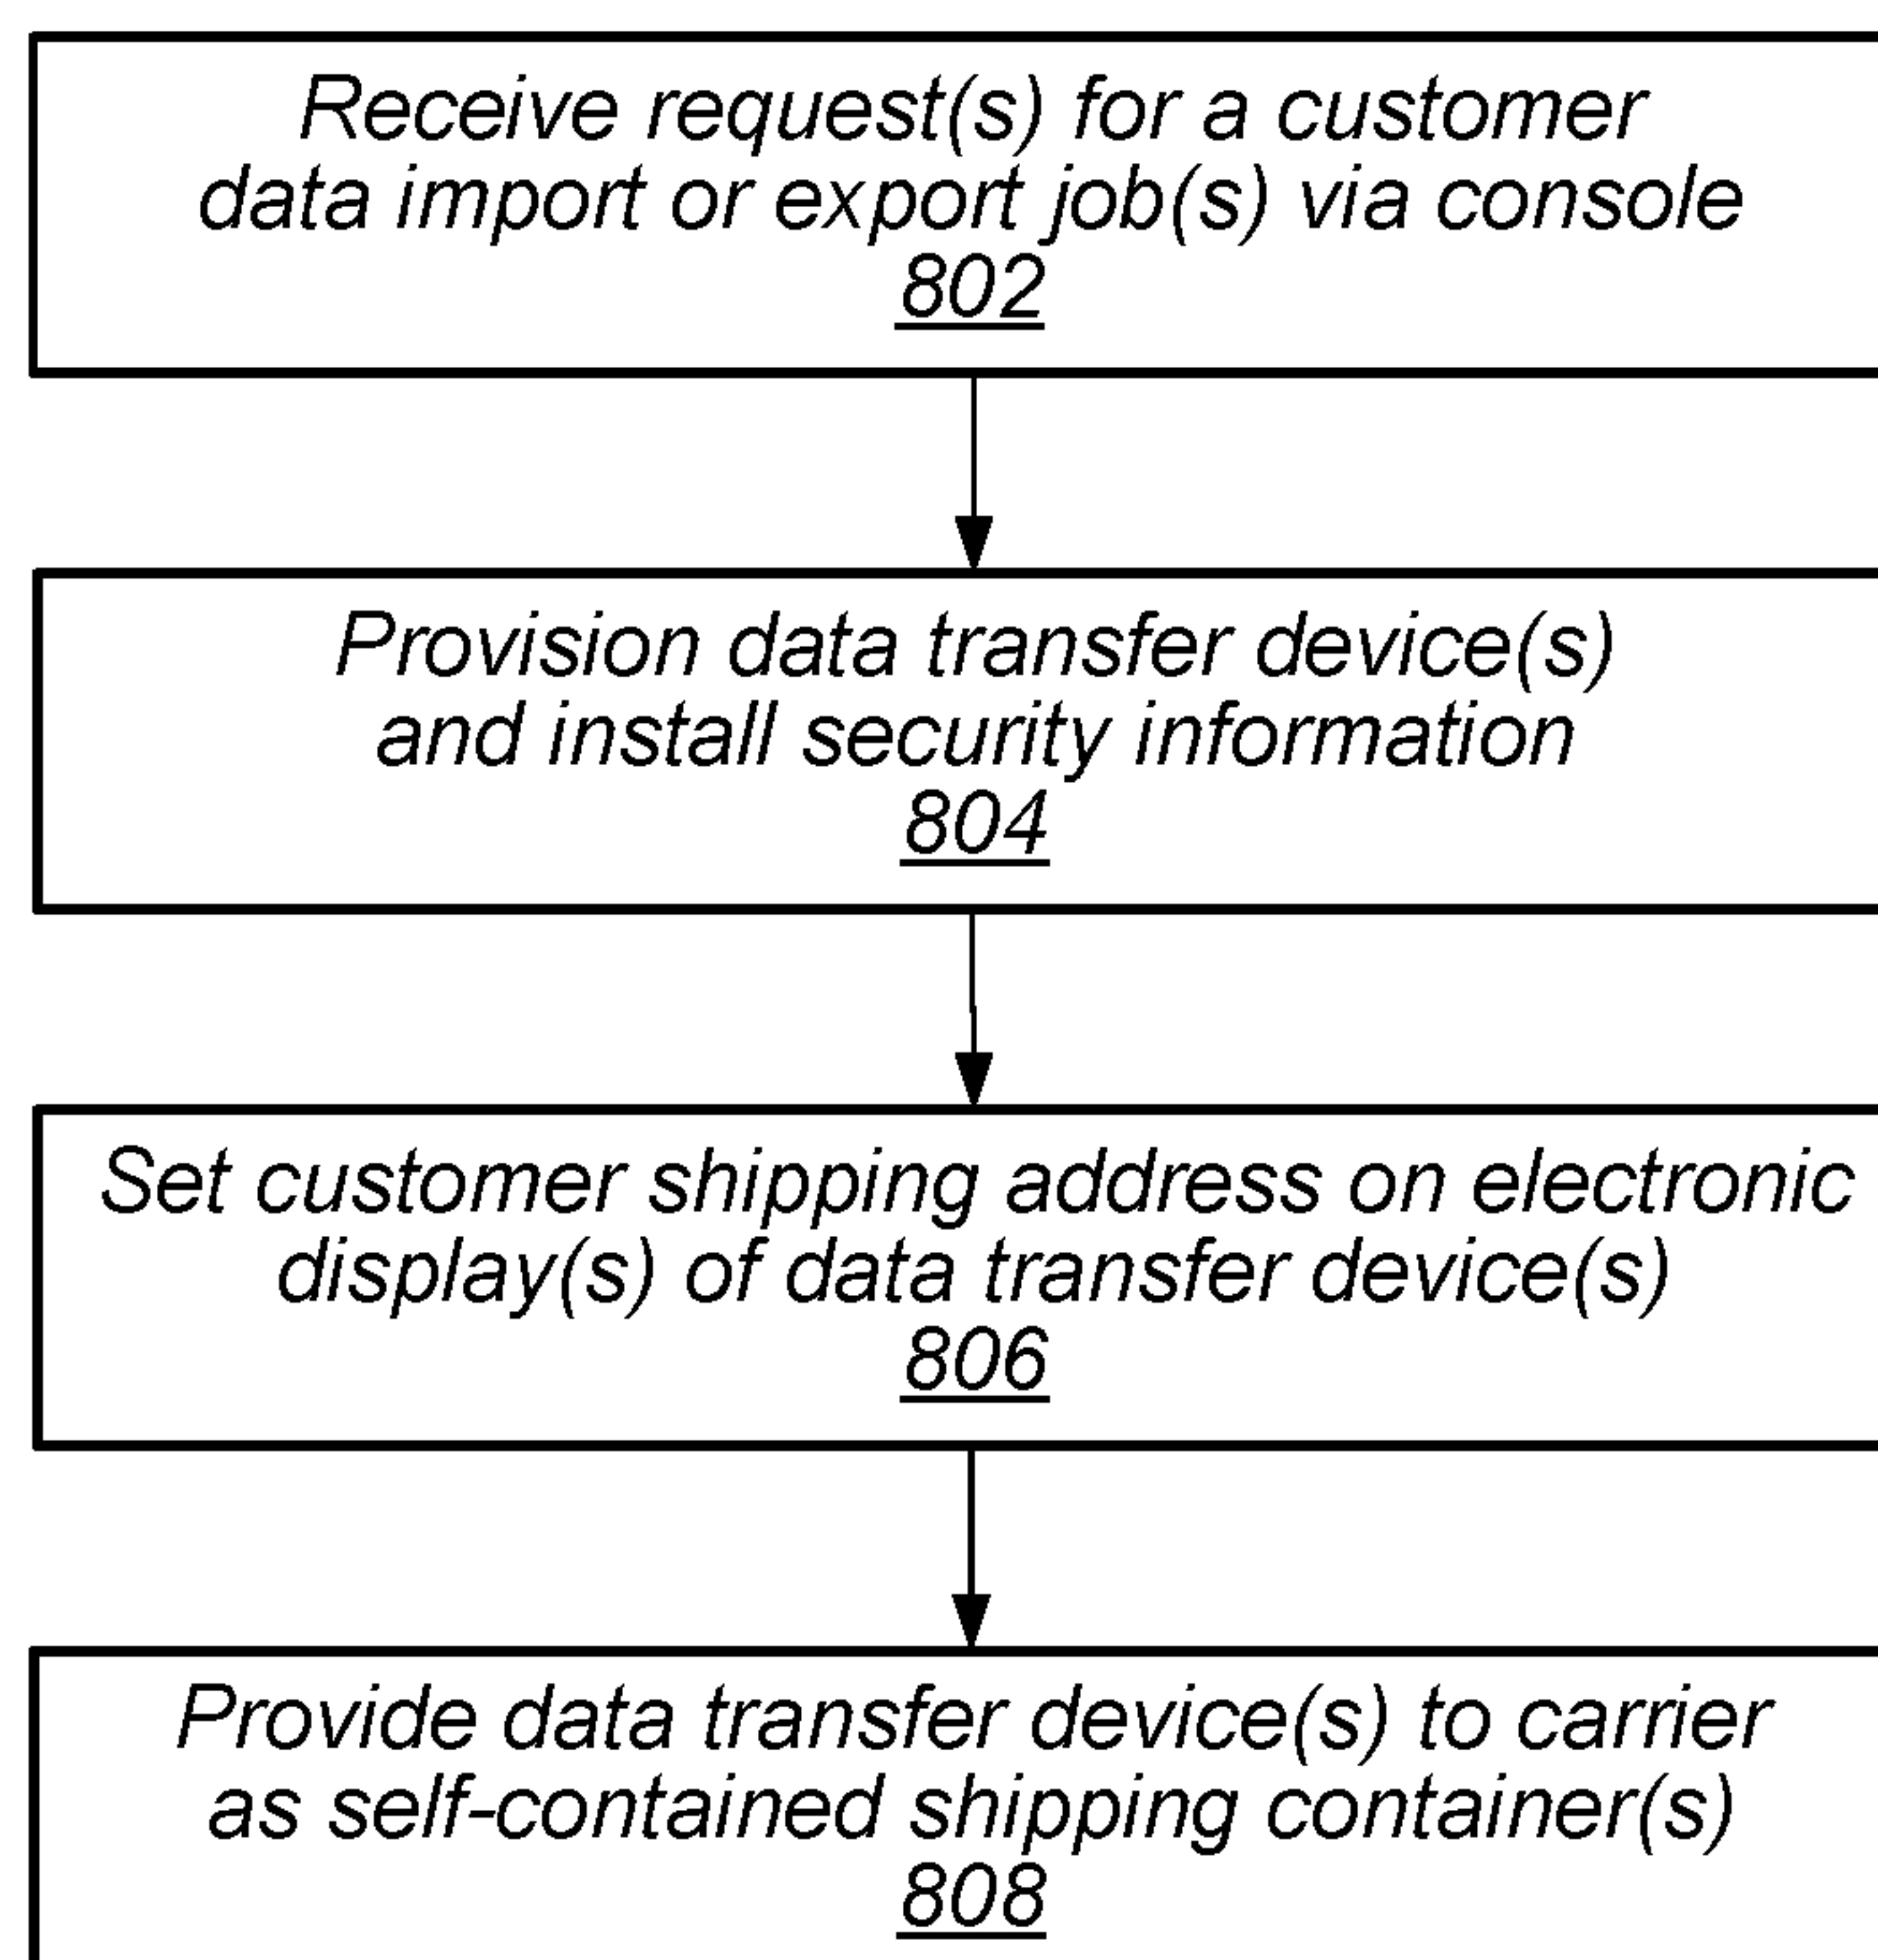 Receive request(s) for a customer
data import or export job(s) via console
802
Provision data transfer device(s)
and install security information
804
Set customer shipping address on electronic
display(s) of data transfer device(s)
806
Provide data transfer device(s) to carrier
as self-contained shipping container(s)
808